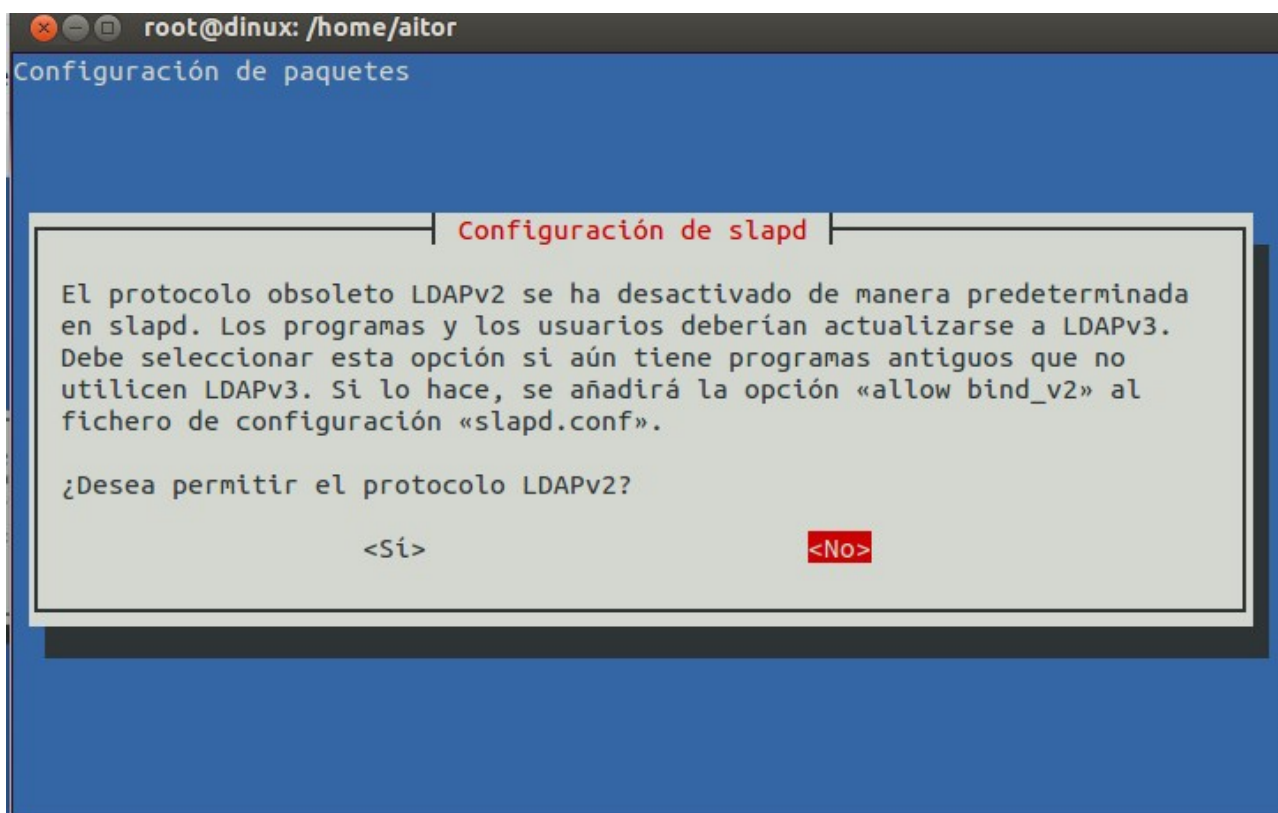 root@dinux: /home/aitor
Configuración de paquetes
Configuración de slapd
El protocolo obsoleto LDAPv2 se ha desactivado de manera predeterminada
en slapd. Los programas y los usuarios deberían actualizarse a LDAPv3.
Debe seleccionar esta opción si aún tiene programas antiguos que no
utilicen LDAPv3. Si lo hace, se añadirá la opción «allow bind_v2» al
fichero de configuración «slapd.conf».
¿Desea permitir el protocolo LDAPv2?
<Sí> <No>